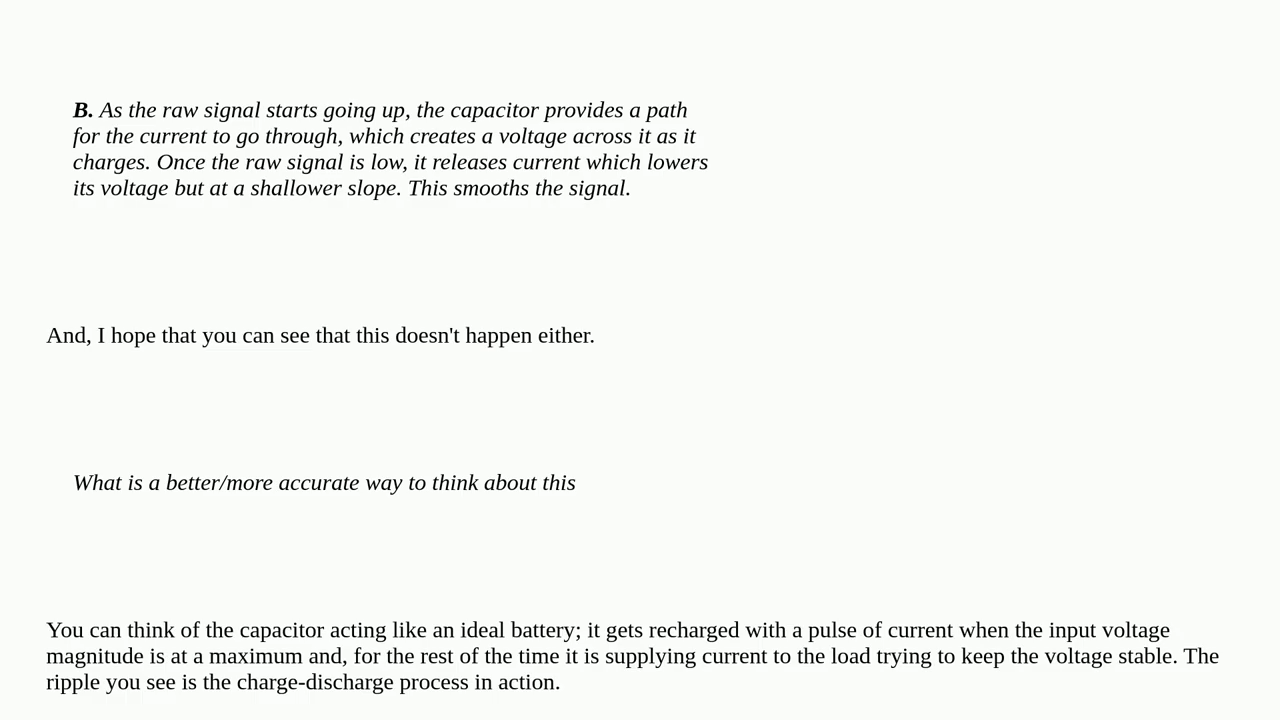 B. As the raw signal starts going up, the capacitor provides a path
for the current to go through, which creates a voltage across it as it
charges. Once the raw signal is low, it releases current which lowers
its voltage but at a shallower slope. This smooths the signal.
And, I hope that you can see that this doesn't happen either.
What is a better/more accurate way to think about this
You can think of the capacitor acting like an ideal battery; it gets recharged with a pulse of current when the input voltage
magnitude is at a maximum and, for the rest of the time it is supplying current to the load trying to keep the voltage stable. The
ripple you see is the charge-discharge process in action.